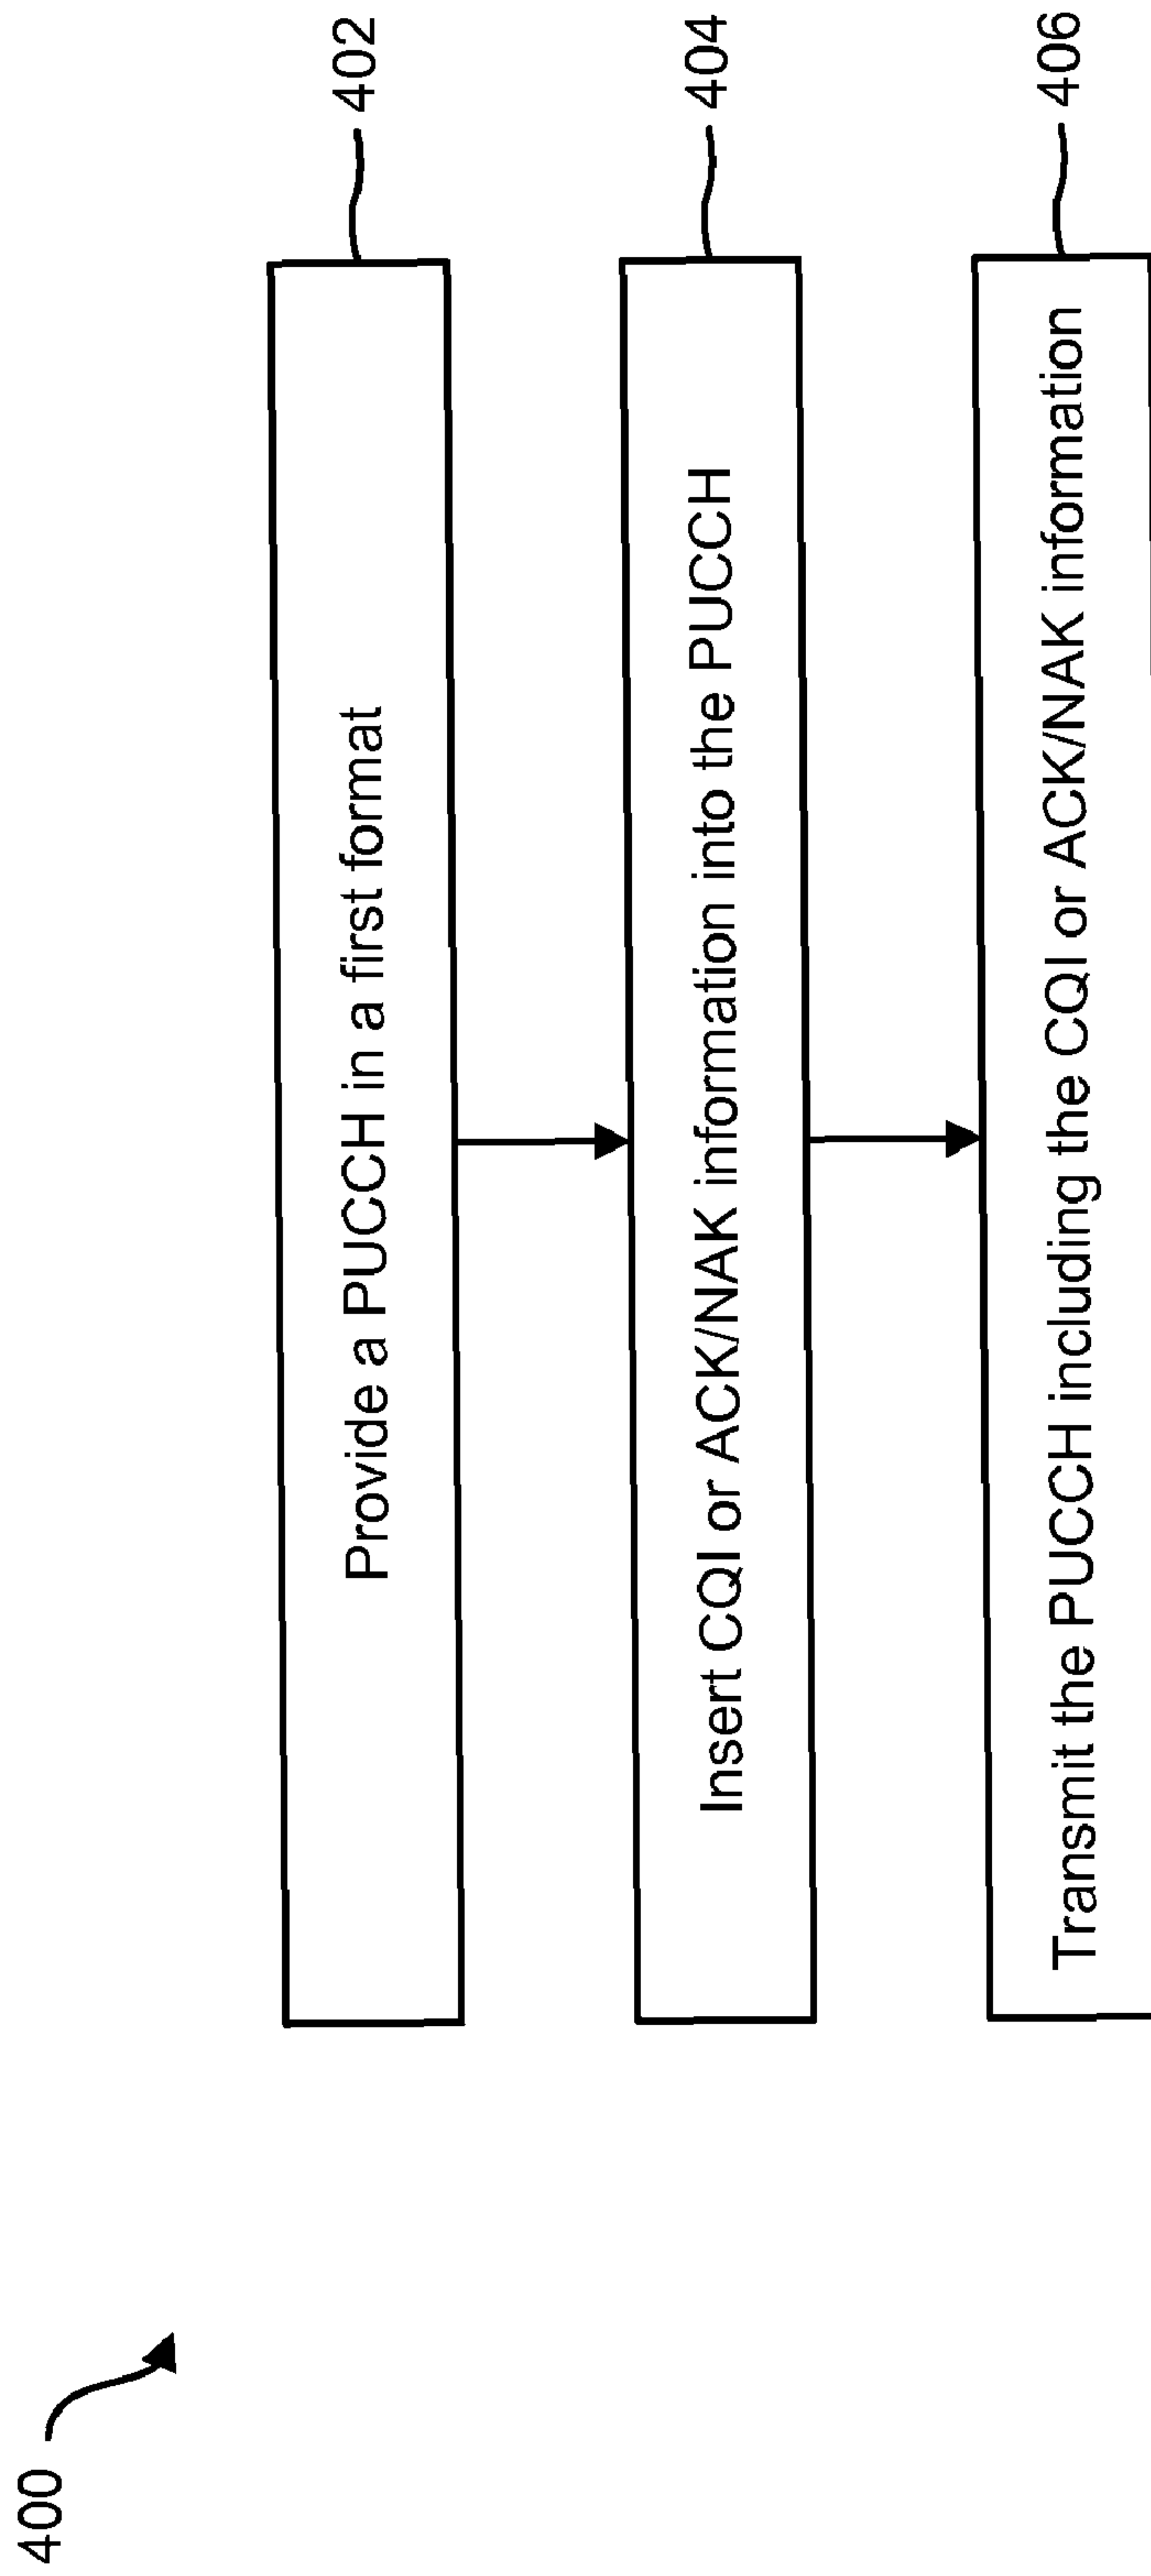 400
Provide a PUCCH in a first format
402
Insert CQI or ACK/NAK information into the PUCCH
404
Transmit the PUCCH including the CQI or ACK/NAK information
406